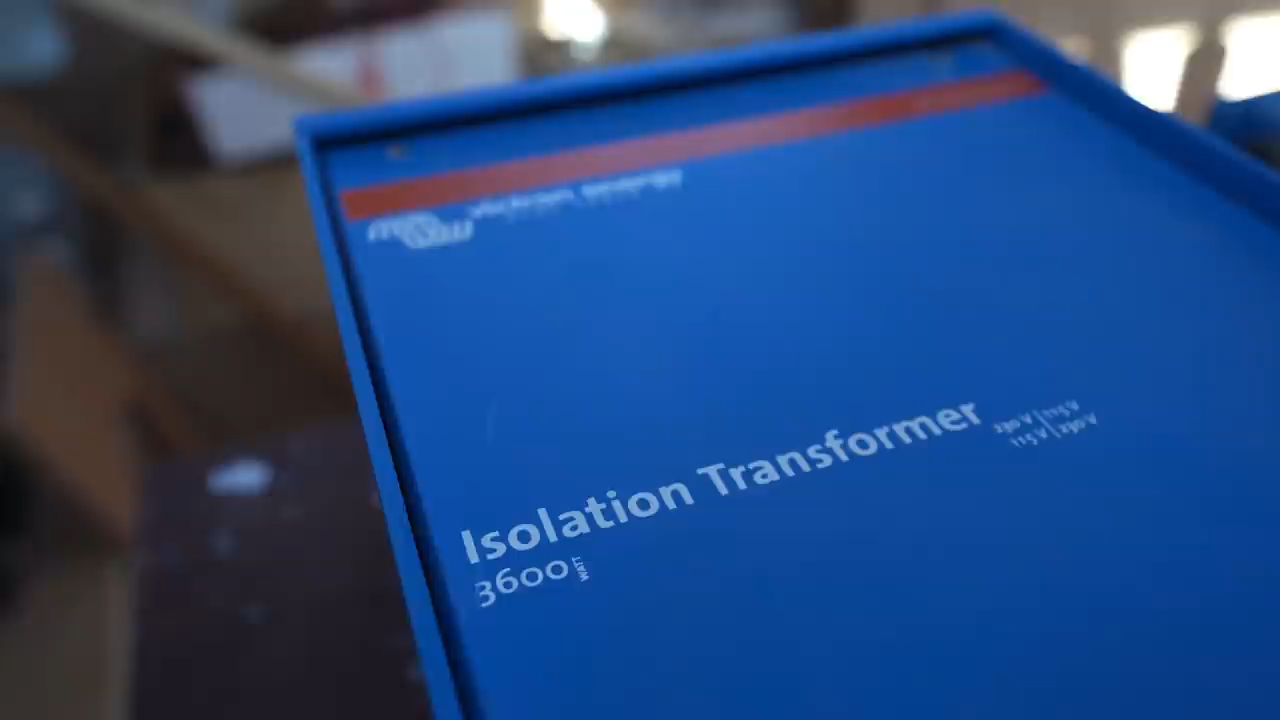 victron energy
Isolation Transformer
230 V | 115 V
115 V | 230 V
3600 WATT